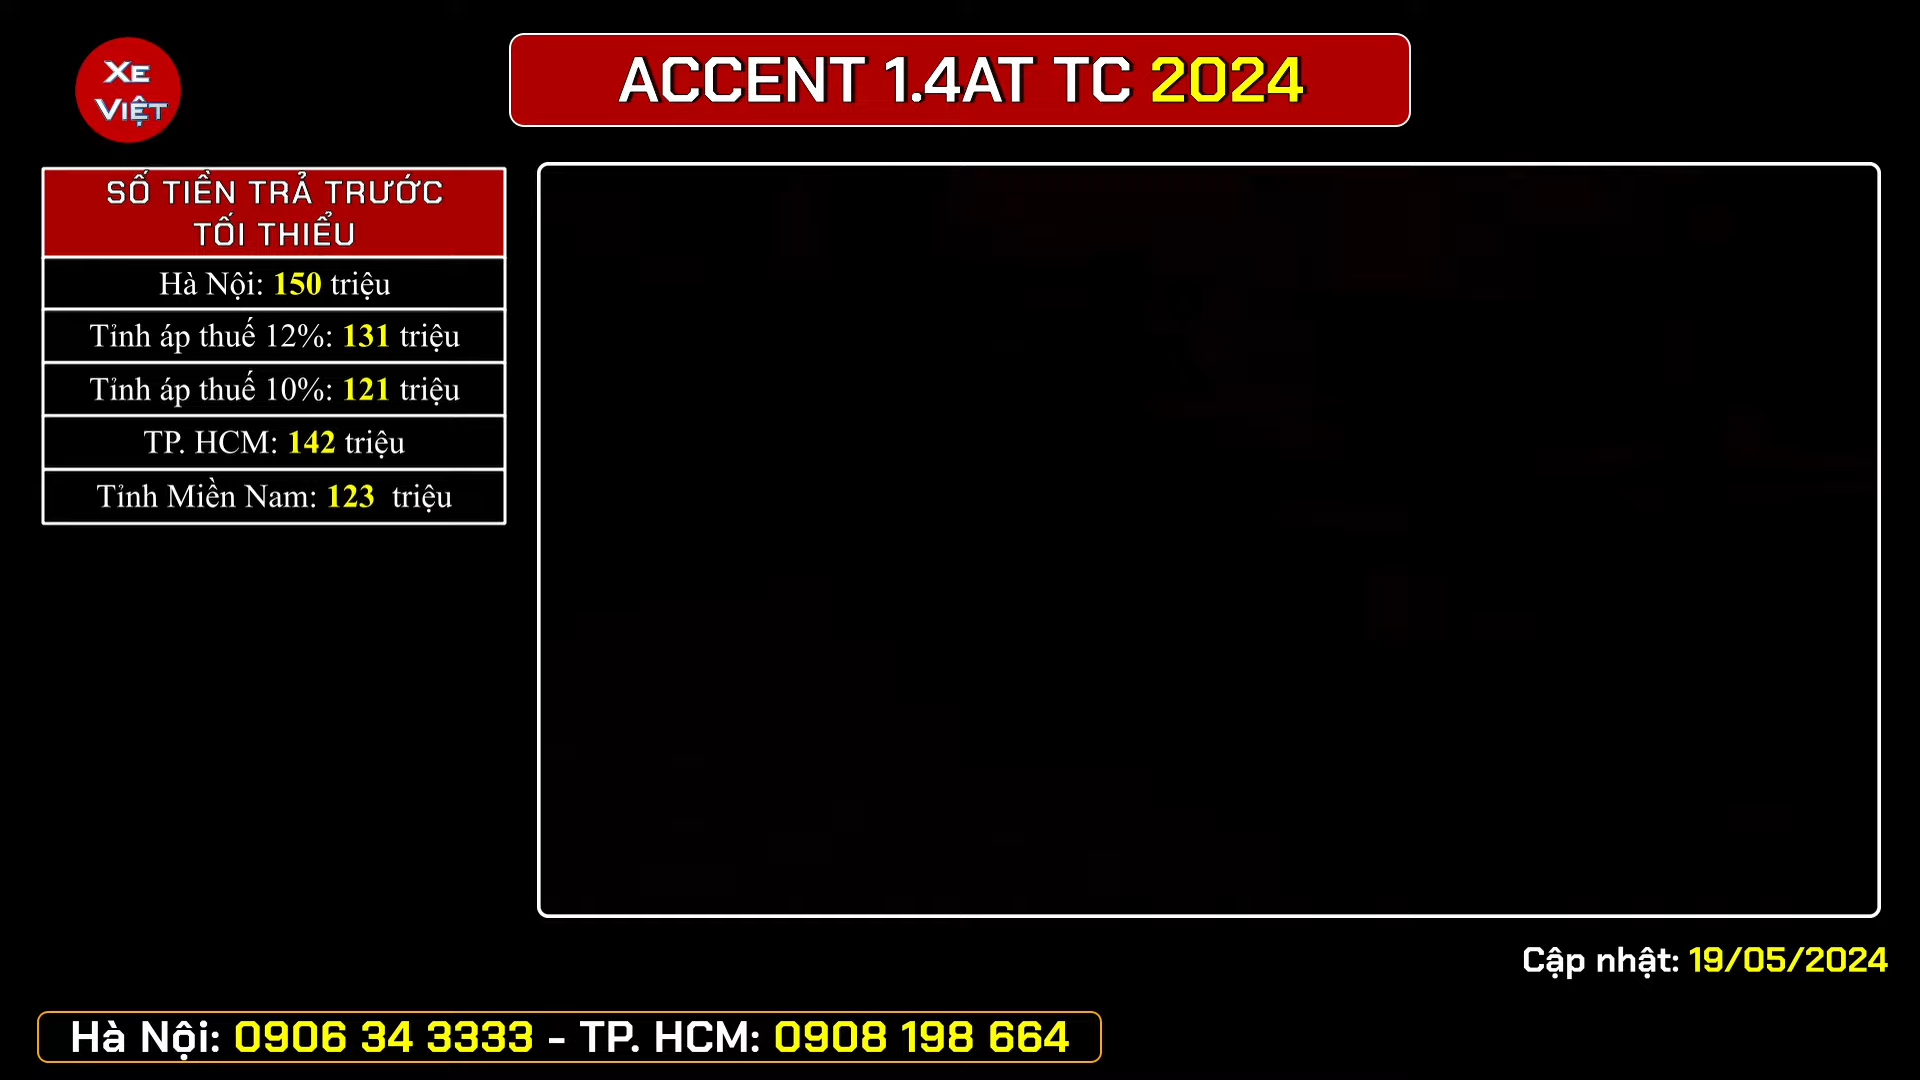 XE
VIỆT
ACCENT 1.4AT TC 2024
SỐ TIỀN TRẢ TRƯỚC
TỐI THIỂU
Hà Nội: 150 triệu
Tỉnh áp thuế 12%: 131 triệu
Tỉnh áp thuế 10%: 121 triệu
TP. HCM: 142 triệu
Tỉnh Miền Nam: 123 triệu
Cập nhật: 19/05/2024
Hà Nội: 0906 34 3333 - TP. HCM: 0908 198 664